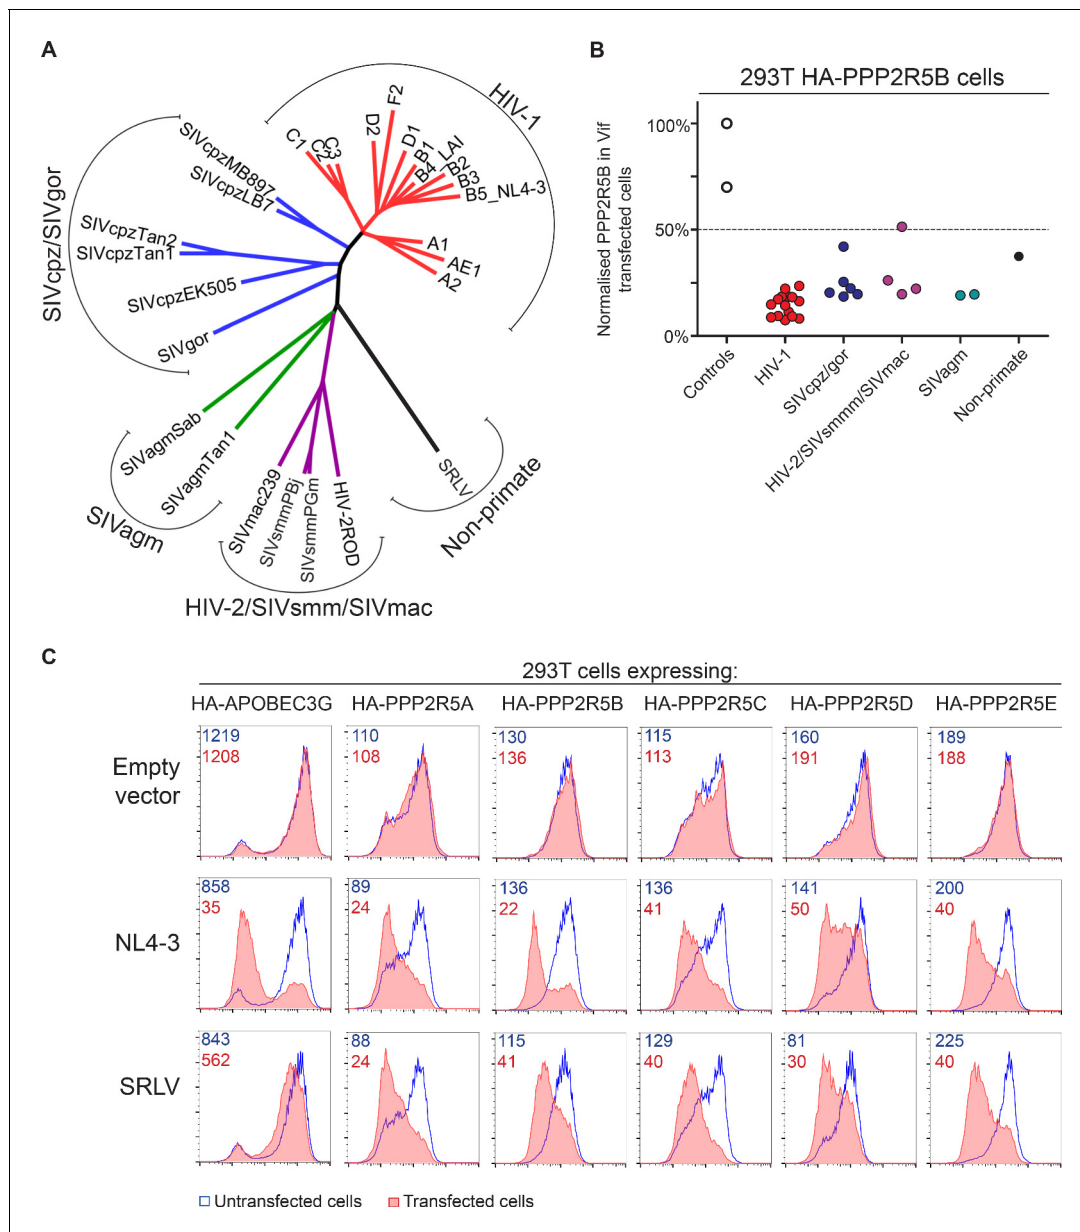 A
HIV-1
F2
D2
C1
C2
C3
D1
B1
LAI
B4
B2
B3
B5_NL4-3
A1
AE1
A2
SIVcpz/SIVgor
SIVcpzMB897
SIVcpzLB7
SIVcpzTan2
SIVcpzTan1
SIVcpzEK505
SIVgor
SIVagmSab
SIVagmTan1
SIVagm
SIVmac239
SIVsmmPBj
SIVsmmPGm
HIV-2ROD
HIV-2/SIVsmm/SIVmac
SRLV
Non-primate
B
293T HA-PPP2R5B cells
Normalised PPP2R5B in Vif
transfected cells
100%
50%
0%
Controls
HIV-1
SIVcpz/gor
HIV-2/SIVsmmm/SIVmac
SIVagm
Non-primate
C
293T cells expressing:
HA-APOBEC3G HA-PPP2R5A HA-PPP2R5B HA-PPP2R5C HA-PPP2R5D HA-PPP2R5E
Empty
vector
1219 110 130 115 160 189
1208 108 136 113 191 188
NL4-3
858 89 136 136 141 200
35 24 22 41 50 40
SRLV
843 88 115 129 81 225
562 24 41 40 30 40
Untransfected cells Transfected cells